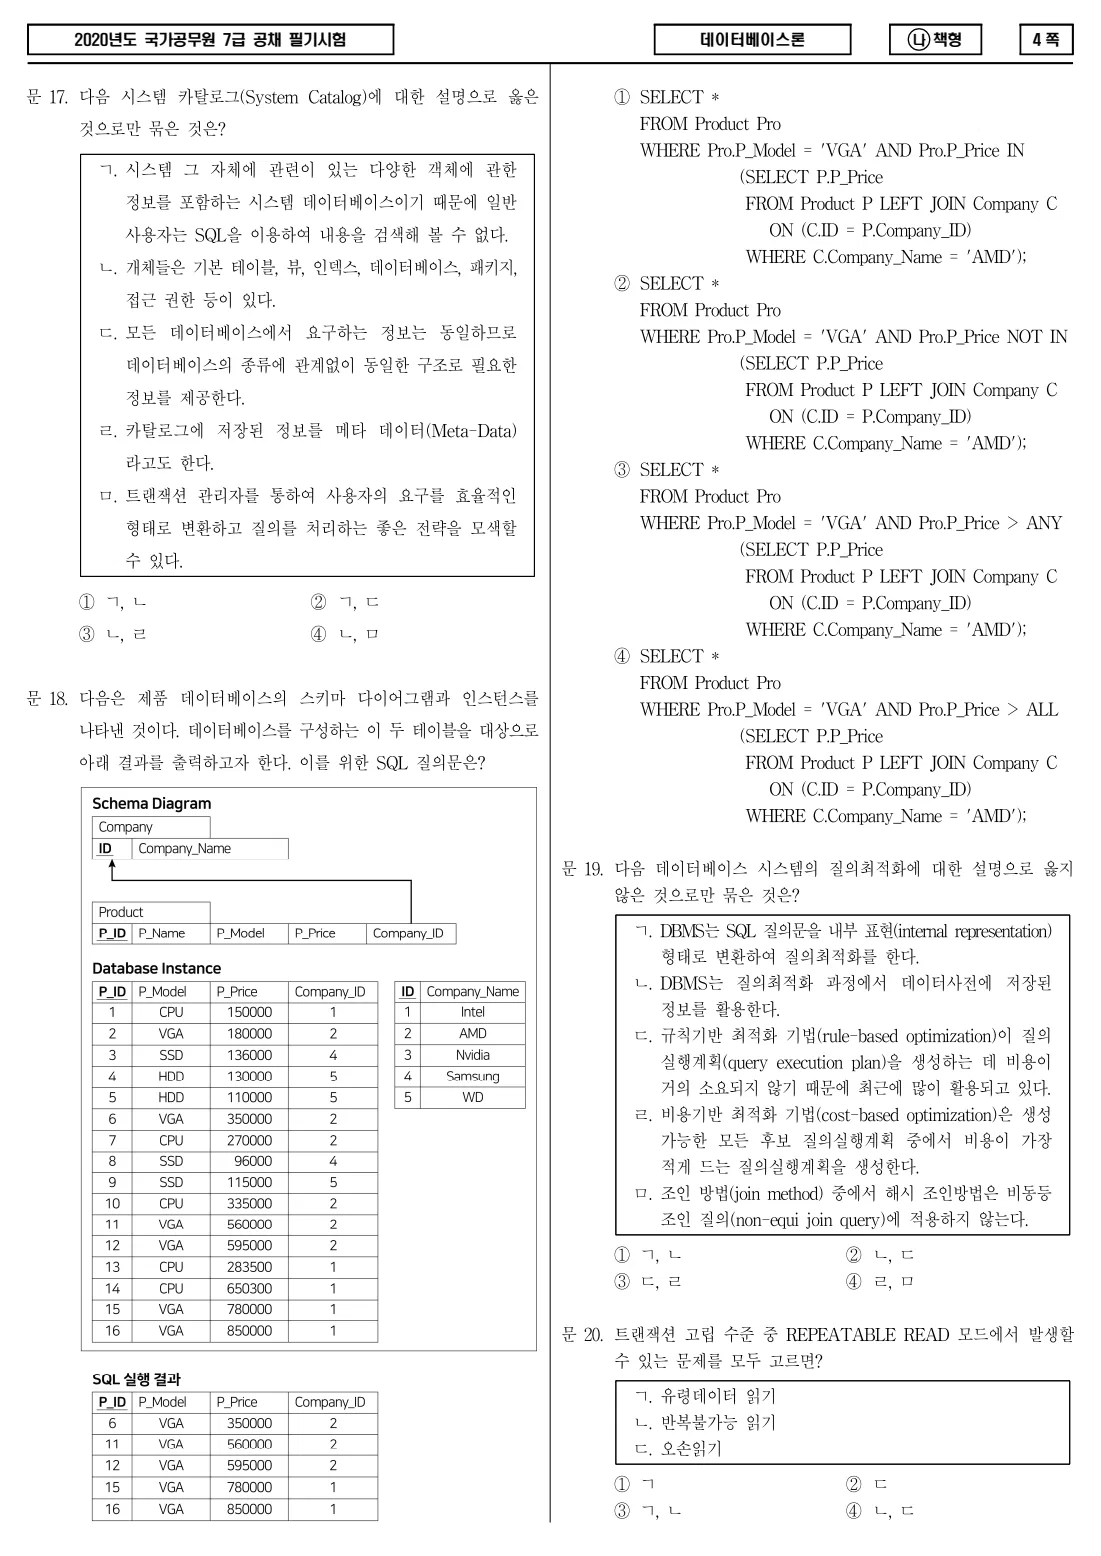 2020년도 국가공무원 7급 공채 필기시험
데이터베이스론
㉯ 책형
4 쪽
문 17. 다음 시스템 카탈로그(System Catalog)에 대한 설명으로 옳은
것으로만 묶은 것은?
ㄱ. 시스템 그 자체에 관련이 있는 다양한 객체에 관한
정보를 포함하는 시스템 데이터베이스이기 때문에 일반
사용자는 SQL을 이용하여 내용을 검색해 볼 수 없다.
ㄴ. 개체들은 기본 테이블, 뷰, 인덱스, 데이터베이스, 패키지,
접근 권한 등이 있다.
ㄷ. 모든 데이터베이스에서 요구하는 정보는 동일하므로
데이터베이스의 종류에 관계없이 동일한 구조로 필요한
정보를 제공한다.
ㄹ. 카탈로그에 저장된 정보를 메타 데이터(Meta-Data)
라고도 한다.
ㅁ. 트랜잭션 관리자를 통하여 사용자의 요구를 효율적인
형태로 변환하고 질의를 처리하는 좋은 전략을 모색할
수 있다.
① ㄱ, ㄴ ② ㄱ, ㄷ
③ ㄴ, ㄹ ④ ㄴ, ㅁ
문 18. 다음은 제품 데이터베이스의 스키마 다이어그램과 인스턴스를
나타낸 것이다. 데이터베이스를 구성하는 이 두 테이블을 대상으로
아래 결과를 출력하고자 한다. 이를 위한 SQL 질의문은?
Schema Diagram
Company
ID Company_Name
Product
P_ID P_Name P_Model P_Price Company_ID
Database Instance
P_ID P_Model P_Price Company_ID
1 CPU 150000 1
2 VGA 180000 2
3 SSD 136000 4
4 HDD 130000 5
5 HDD 110000 5
6 VGA 350000 2
7 CPU 270000 2
8 SSD 96000 4
9 SSD 115000 5
10 CPU 335000 2
11 VGA 560000 2
12 VGA 595000 2
13 CPU 283500 1
14 CPU 650300 1
15 VGA 780000 1
16 VGA 850000 1
ID Company_Name
1 Intel
2 AMD
3 Nvidia
4 Samsung
5 WD
SQL 실행 결과
P_ID P_Model P_Price Company_ID
6 VGA 350000 2
11 VGA 560000 2
12 VGA 595000 2
15 VGA 780000 1
16 VGA 850000 1
① SELECT *
FROM Product Pro
WHERE Pro.P_Model = 'VGA' AND Pro.P_Price IN
(SELECT P.P_Price
FROM Product P LEFT JOIN Company C
ON (C.ID = P.Company_ID)
WHERE C.Company_Name = 'AMD');
② SELECT *
FROM Product Pro
WHERE Pro.P_Model = 'VGA' AND Pro.P_Price NOT IN
(SELECT P.P_Price
FROM Product P LEFT JOIN Company C
ON (C.ID = P.Company_ID)
WHERE C.Company_Name = 'AMD');
③ SELECT *
FROM Product Pro
WHERE Pro.P_Model = 'VGA' AND Pro.P_Price > ANY
(SELECT P.P_Price
FROM Product P LEFT JOIN Company C
ON (C.ID = P.Company_ID)
WHERE C.Company_Name = 'AMD');
④ SELECT *
FROM Product Pro
WHERE Pro.P_Model = 'VGA' AND Pro.P_Price > ALL
(SELECT P.P_Price
FROM Product P LEFT JOIN Company C
ON (C.ID = P.Company_ID)
WHERE C.Company_Name = 'AMD');
문 19. 다음 데이터베이스 시스템의 질의최적화에 대한 설명으로 옳지
않은 것으로만 묶은 것은?
ㄱ. DBMS는 SQL 질의문을 내부 표현(internal representation)
형태로 변환하여 질의최적화를 한다.
ㄴ. DBMS는 질의최적화 과정에서 데이터사전에 저장된
정보를 활용한다.
ㄷ. 규칙기반 최적화 기법(rule-based optimization)이 질의
실행계획(query execution plan)을 생성하는 데 비용이
거의 소요되지 않기 때문에 최근에 많이 활용되고 있다.
ㄹ. 비용기반 최적화 기법(cost-based optimization)은 생성
가능한 모든 후보 질의실행계획 중에서 비용이 가장
적게 드는 질의실행계획을 생성한다.
ㅁ. 조인 방법(join method) 중에서 해시 조인방법은 비동등
조인 질의(non-equi join query)에 적용하지 않는다.
① ㄱ, ㄴ ② ㄴ, ㄷ
③ ㄷ, ㄹ ④ ㄹ, ㅁ
문 20. 트랜잭션 고립 수준 중 REPEATABLE READ 모드에서 발생할
수 있는 문제를 모두 고르면?
ㄱ. 유령데이터 읽기
ㄴ. 반복불가능 읽기
ㄷ. 오손읽기
① ㄱ ② ㄷ
③ ㄱ, ㄴ ④ ㄴ, ㄷ